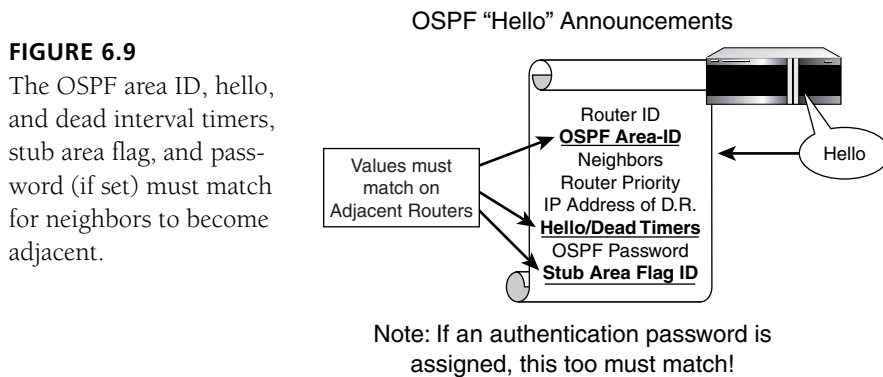 OSPF “Hello” Announcements
FIGURE 6.9
The OSPF area ID, hello,
and dead interval timers,
stub area flag, and pass-
word (if set) must match
for neighbors to become
adjacent.
Values must
match on
Adjacent Routers
Router ID
OSPF Area-ID
Neighbors
Router Priority
IP Address of D.R.
Hello/Dead Timers
OSPF Password
Stub Area Flag ID
Hello
Note: If an authentication password is
assigned, this too must match!